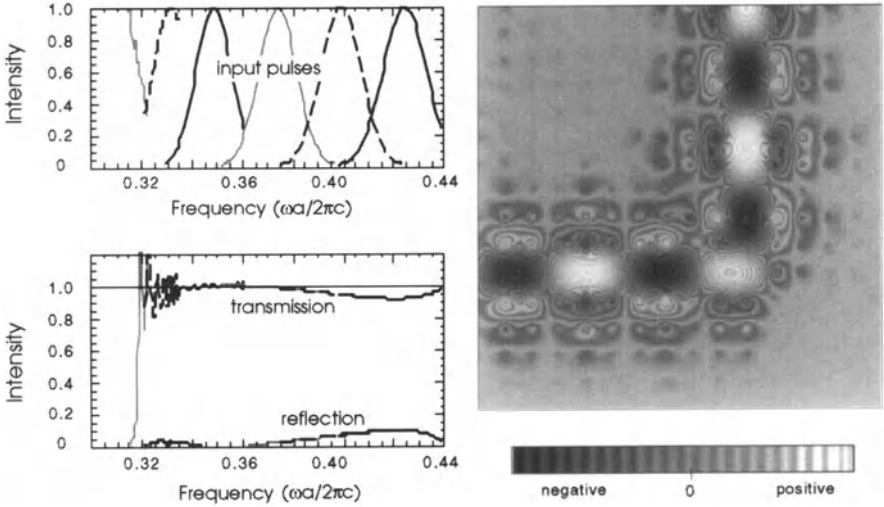 Intensity
1.0
0.8
0.6
0.4
0.2
0
input pulses
0.32
0.36
0.40
0.44
Frequency (ωa/2πc)
Intensity
1.0
0.8
0.6
0.4
0.2
0
transmission
reflection
0.32
0.36
0.40
0.44
Frequency (ωa/2πc)
negative 0 positive